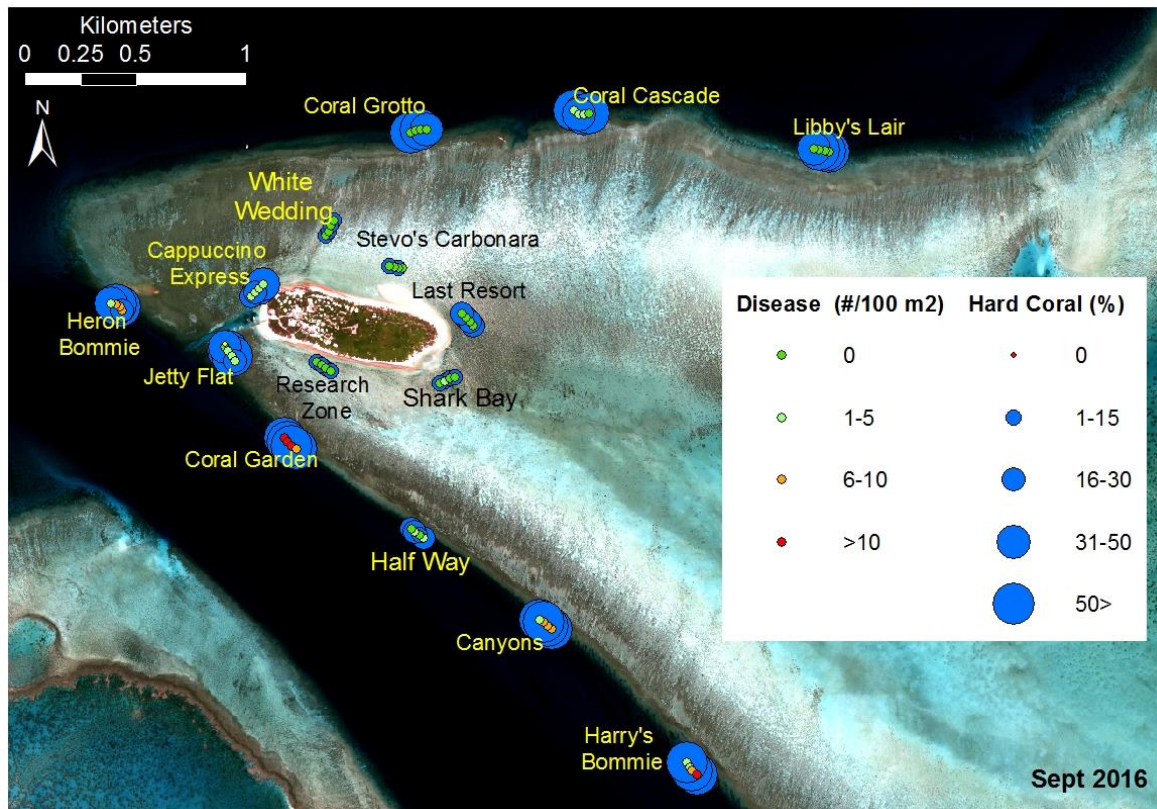 Kilometers
0 0.25 0.5 1
N
Coral Grotto
Coral Cascade
Libby's Lair
White
Wedding
Stevo's Carbonara
Cappuccino
Express
Last Resort
Heron
Bommie
Jetty Flat
Research
Zone
Shark Bay
Coral Garden
Half Way
Canyons
Harry's
Bommie
Disease (#/100 m2) Hard Coral (%)
0 0
1-5 1-15
6-10 16-30
>10 31-50
50>
Sept 2016